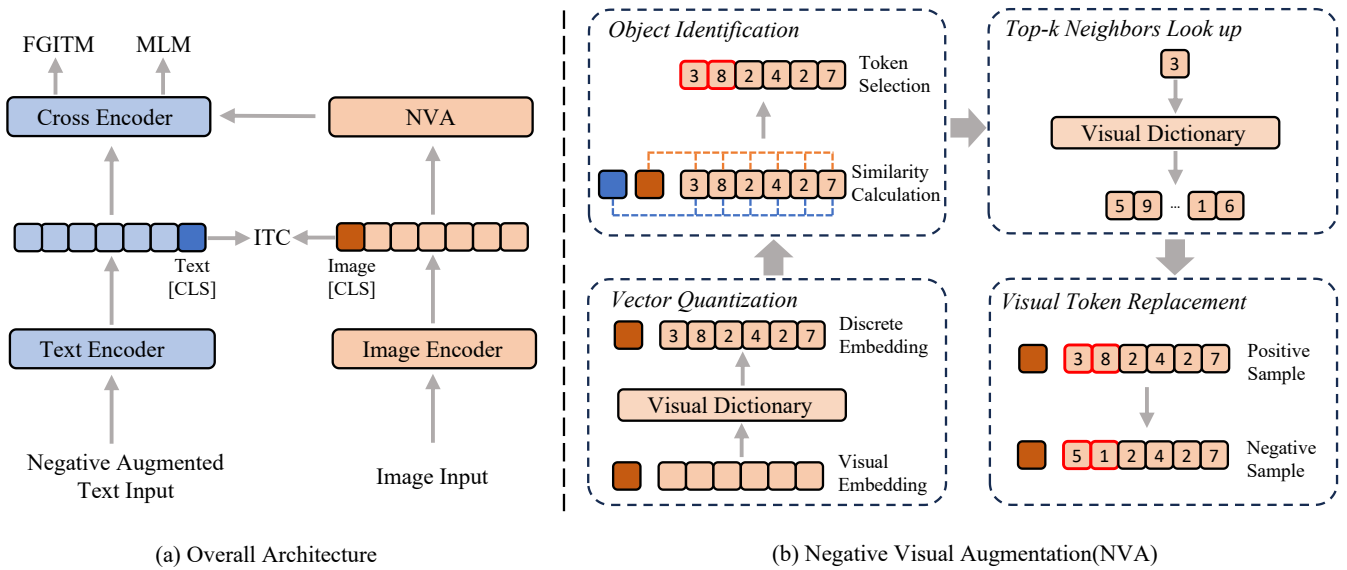 FGITM MLM
Cross Encoder
NVA
ITC
Text
[CLS]
Image
[CLS]
Text Encoder
Image Encoder
Negative Augmented
Text Input
Image Input
(a) Overall Architecture
Object Identification
3 8 2 4 2 7
Token
Selection
3 8 2 4 2 7
Similarity
Calculation
Vector Quantization
3 8 2 4 2 7
Discrete
Embedding
Visual Dictionary
Visual
Embedding
Top-k Neighbors Look up
3
Visual Dictionary
5 9 ... 1 6
Visual Token Replacement
3 8 2 4 2 7
Positive
Sample
5 1 2 4 2 7
Negative
Sample
(b) Negative Visual Augmentation(NVA)